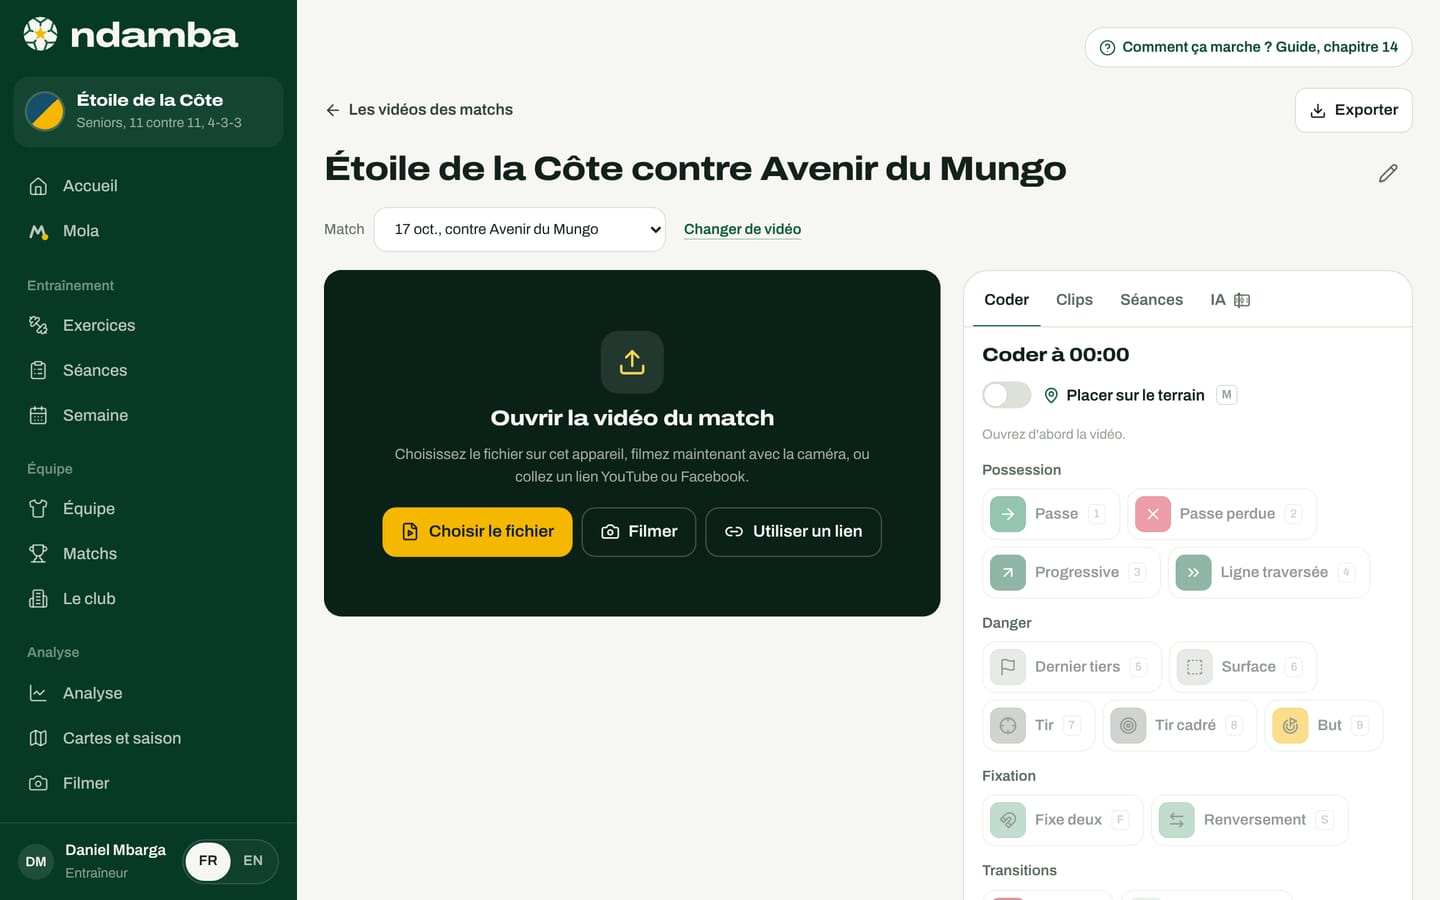 ndamba
Étoile de la Côte
Seniors, 11 contre 11, 4-3-3
Accueil
Mola
Entraînement
Exercices
Séances
Semaine
Équipe
Équipe
Matchs
Le club
Analyse
Analyse
Cartes et saison
Filmer
DM
Daniel Mbarga
Entraîneur
FR
EN
Comment ça marche ? Guide, chapitre 14
Les vidéos des matchs
Exporter
Étoile de la Côte contre Avenir du Mungo
Match
17 oct., contre Avenir du Mungo
Changer de vidéo
Ouvrir la vidéo du match
Choisissez le fichier sur cet appareil, filmez maintenant avec la caméra, ou
collez un lien YouTube ou Facebook.
Choisir le fichier
Filmer
Utiliser un lien
Coder
Clips
Séances
IA
Coder à 00:00
Placer sur le terrain M
Ouvrez d'abord la vidéo.
Possession
Passe 1
Passe perdue 2
Progressive 3
Ligne traversée 4
Danger
Dernier tiers 5
Surface 6
Tir 7
Tir cadré 8
But 9
Fixation
Fixe deux F
Renversement S
Transitions